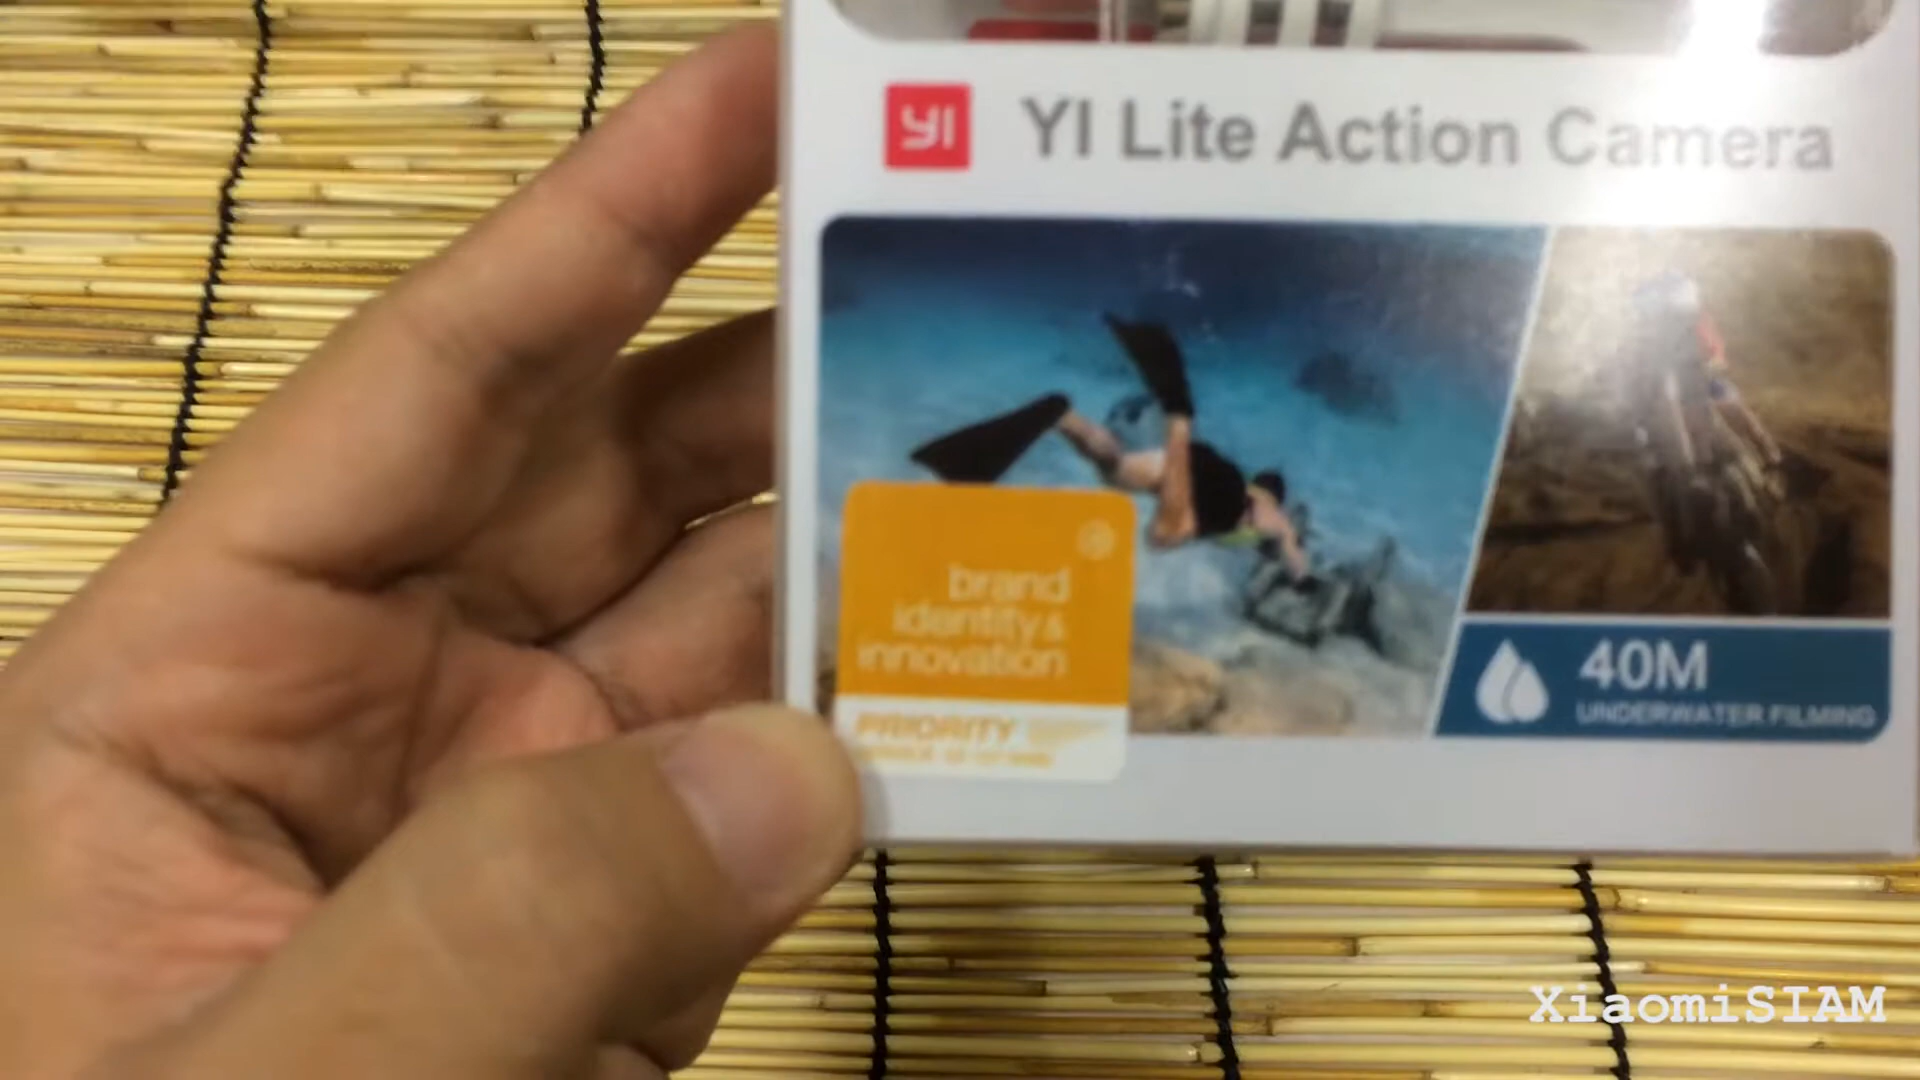 YI YI Lite Action Camera
brand
identity &
innovation
PRIORITY
40M
UNDERWATER FILMING
XiaomiSIAM